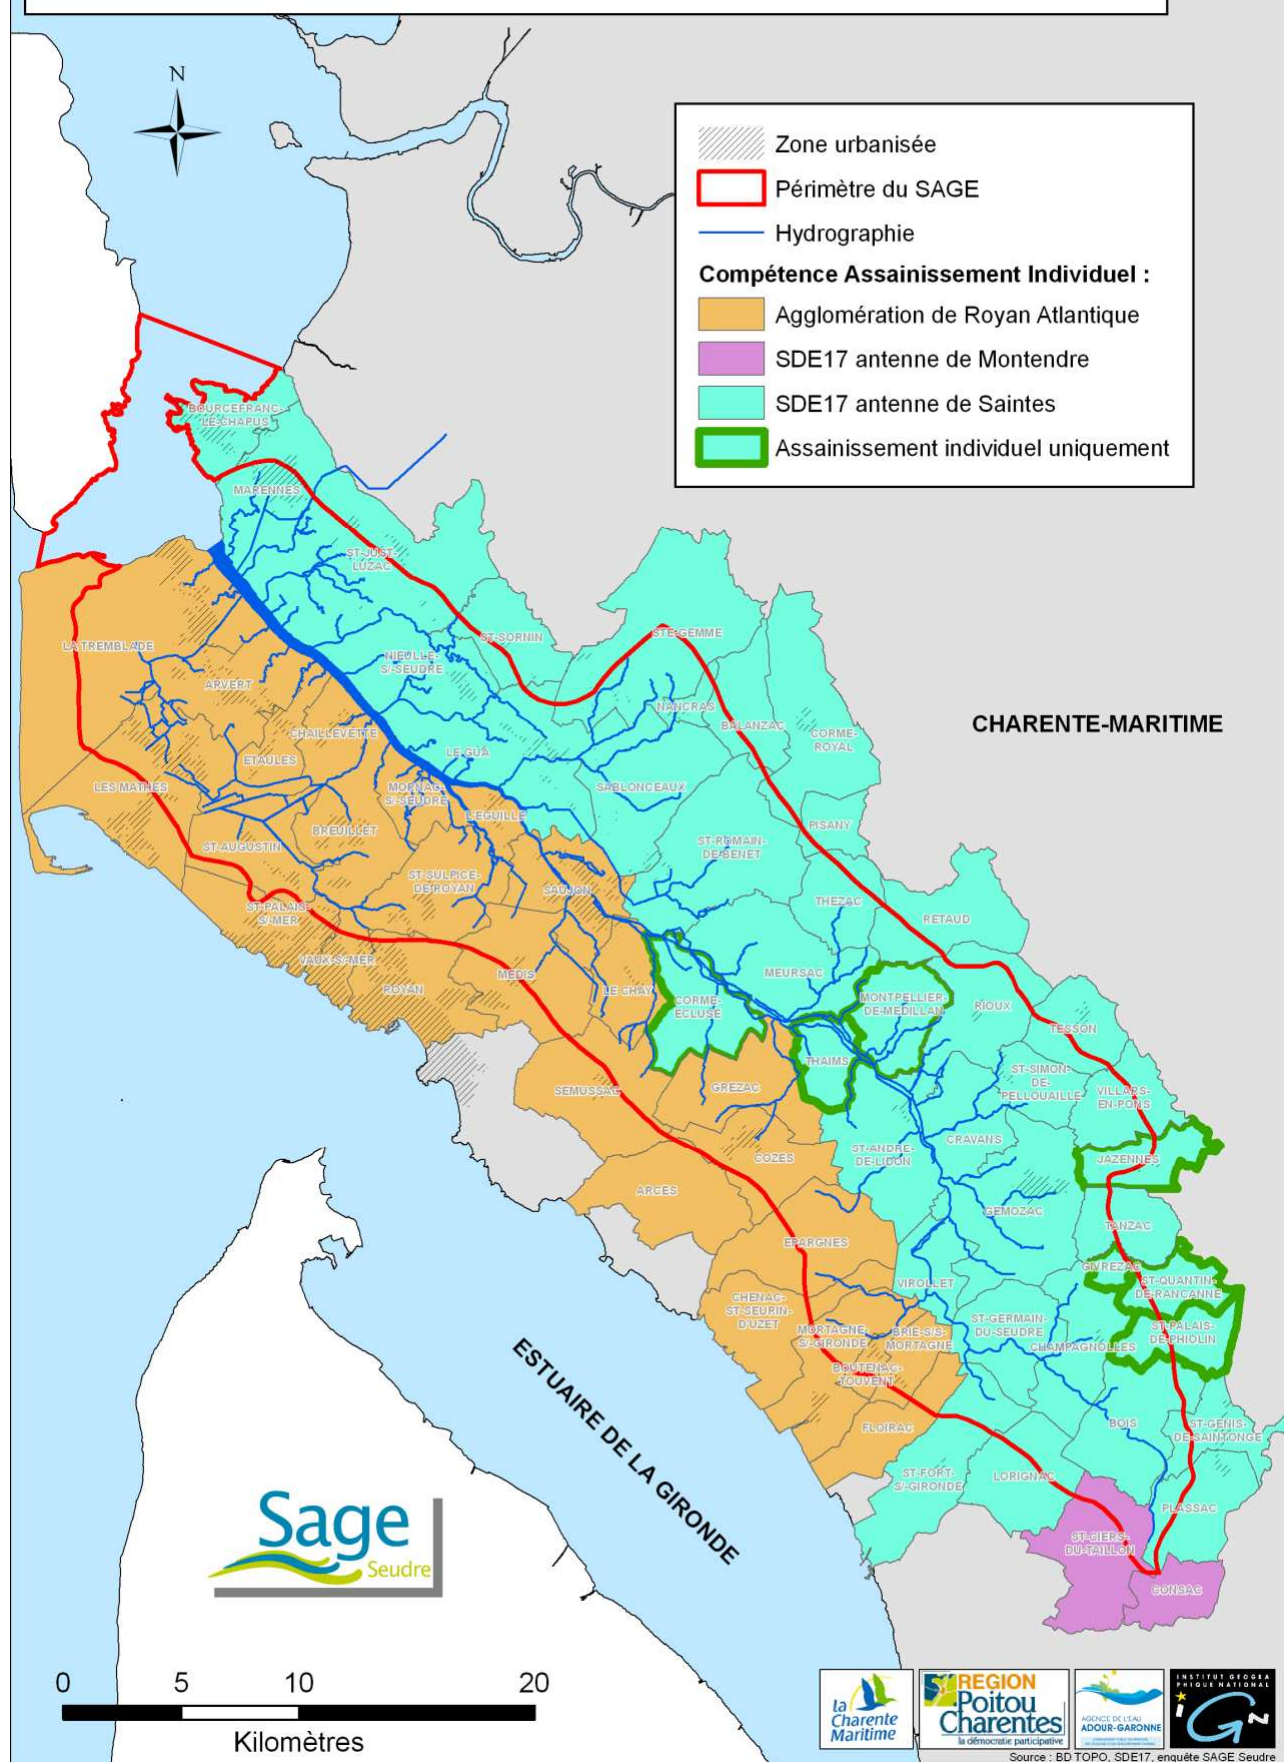 N
Zone urbanisée
Périmètre du SAGE
Hydrographie
Compétence Assainissement Individuel :
Agglomération de Royan Atlantique
SDE17 antenne de Montendre
SDE17 antenne de Saintes
Assainissement individuel uniquement
BOURCEFRANC-
LE-CHAPUS
MARENNES
ST-JUST-
LUZAC
ST-SORNIN
STE-GEMME
LA TREMBLADE
NIEULLE-
S/-SEUDRE
ARVERT
NANCRAS
BALANZAC
CORME-
ROYAL
CHARENTE-MARITIME
CHAILLEVETTE
LE-GUA
ETAULES
LES MATHES
MORNAC-
S/-SEUDRE
SABLONCEAUX
L'EGUILLE
PISANY
BREUILLET
ST-AUGUSTIN
ST-ROMAIN-
DE-BENET
ST-SULPICE-
DE-ROYAN
SAUJON
THEZAC
RETAUD
ST-PALAIS-
S/-MER
VAUX-S/-MER
ROYAN
MEDIS
LE CHAY
CORME-
ECLUSE
MEURSAC
MONTPELLIER-
DE-MEDILLAN
RIOUX
TESSON
THAIMS
ST-SIMON-
DE-
PELLOUAILLE
VILLARS-
EN-PONS
SEMUSSAC
GREZAC
CRAVANS
ST-ANDRE-
DE-LIDON
COZES
JAZENNES
ARCES
GEMOZAC
TANZAC
EPARGNES
VIROLLET
GIVREZAC
ST-QUANTIN-
DE-RANCANNE
CHENAC-
ST-SEURIN-
D'UZET
MORTAGNE-
S/-GIRONDE
BRIE-S/S-
MORTAGNE
ST-GERMAIN-
DU-SEUDRE
CHAMPAGNOLLES
ST-PALAIS-
DE-PHIOLIN
BOUTENAC-
TOUVENT
FLOIRAC
BOIS
ST-GENIS-
DE-SAINTONGE
ST-FORT-
S/-GIRONDE
LORIGNAC
PLASSAC
ST-CIERS-
DU-TAILLON
CONSAC
ESTUAIRE DE LA GIRONDE
Sage
Seudre
0 5 10 20
Kilomètres
la
Charente
Maritime
REGION
Poitou
Charentes
la démocratie participative
AGENCE DE L'EAU
ADOUR-GARONNE
INSTITUT GEOGRA
PHIQUE NATIONAL
IGN
Source : BD TOPO, SDE17, enquête SAGE Seudre